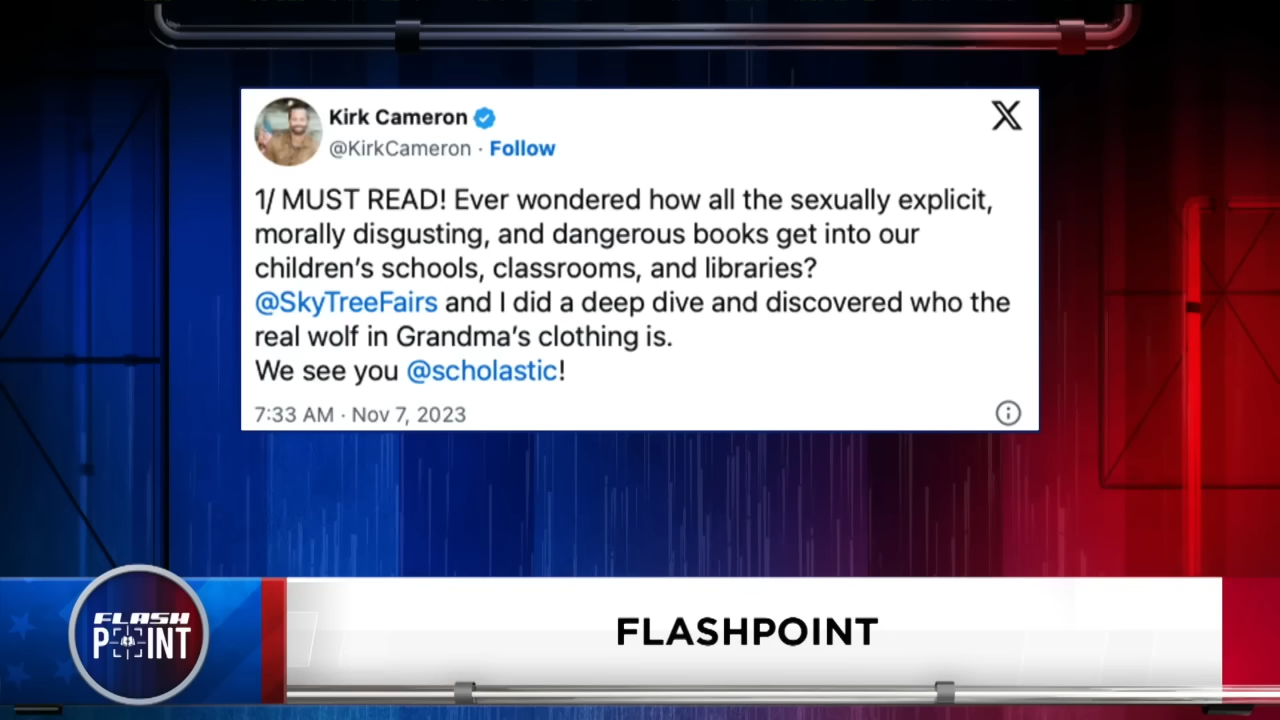 Kirk Cameron
@KirkCameron · Follow
1/ MUST READ! Ever wondered how all the sexually explicit,
morally disgusting, and dangerous books get into our
children's schools, classrooms, and libraries?
@SkyTreeFairs and I did a deep dive and discovered who the
real wolf in Grandma's clothing is.
We see you @scholastic!
7:33 AM · Nov 7, 2023
FLASH
POINT
FLASHPOINT